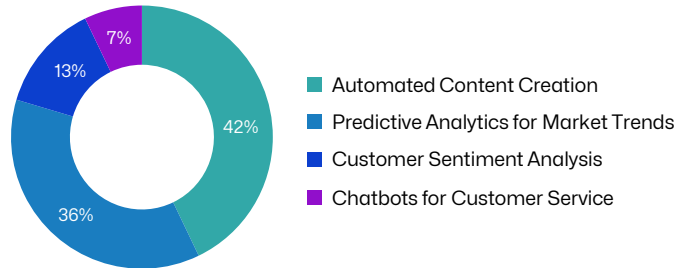 7%
13%
42%
36%
Automated Content Creation
Predictive Analytics for Market Trends
Customer Sentiment Analysis
Chatbots for Customer Service